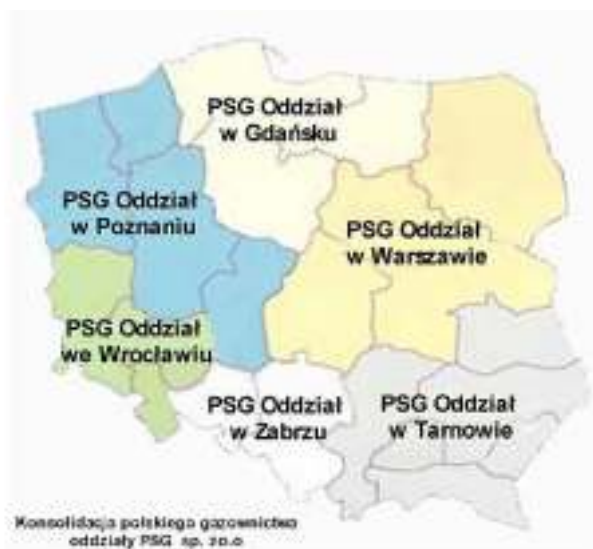 PSG Oddział
w Gdańsku
PSG Oddział
w Poznaniu
PSG Oddział
w Warszawie
PSG Oddział
we Wrocławiu
PSG Oddział
w Zabrzu
PSG Oddział
w Tarnowie
Konsolidacja polskiego gazownictwa
oddziały PSG sp. zo.o